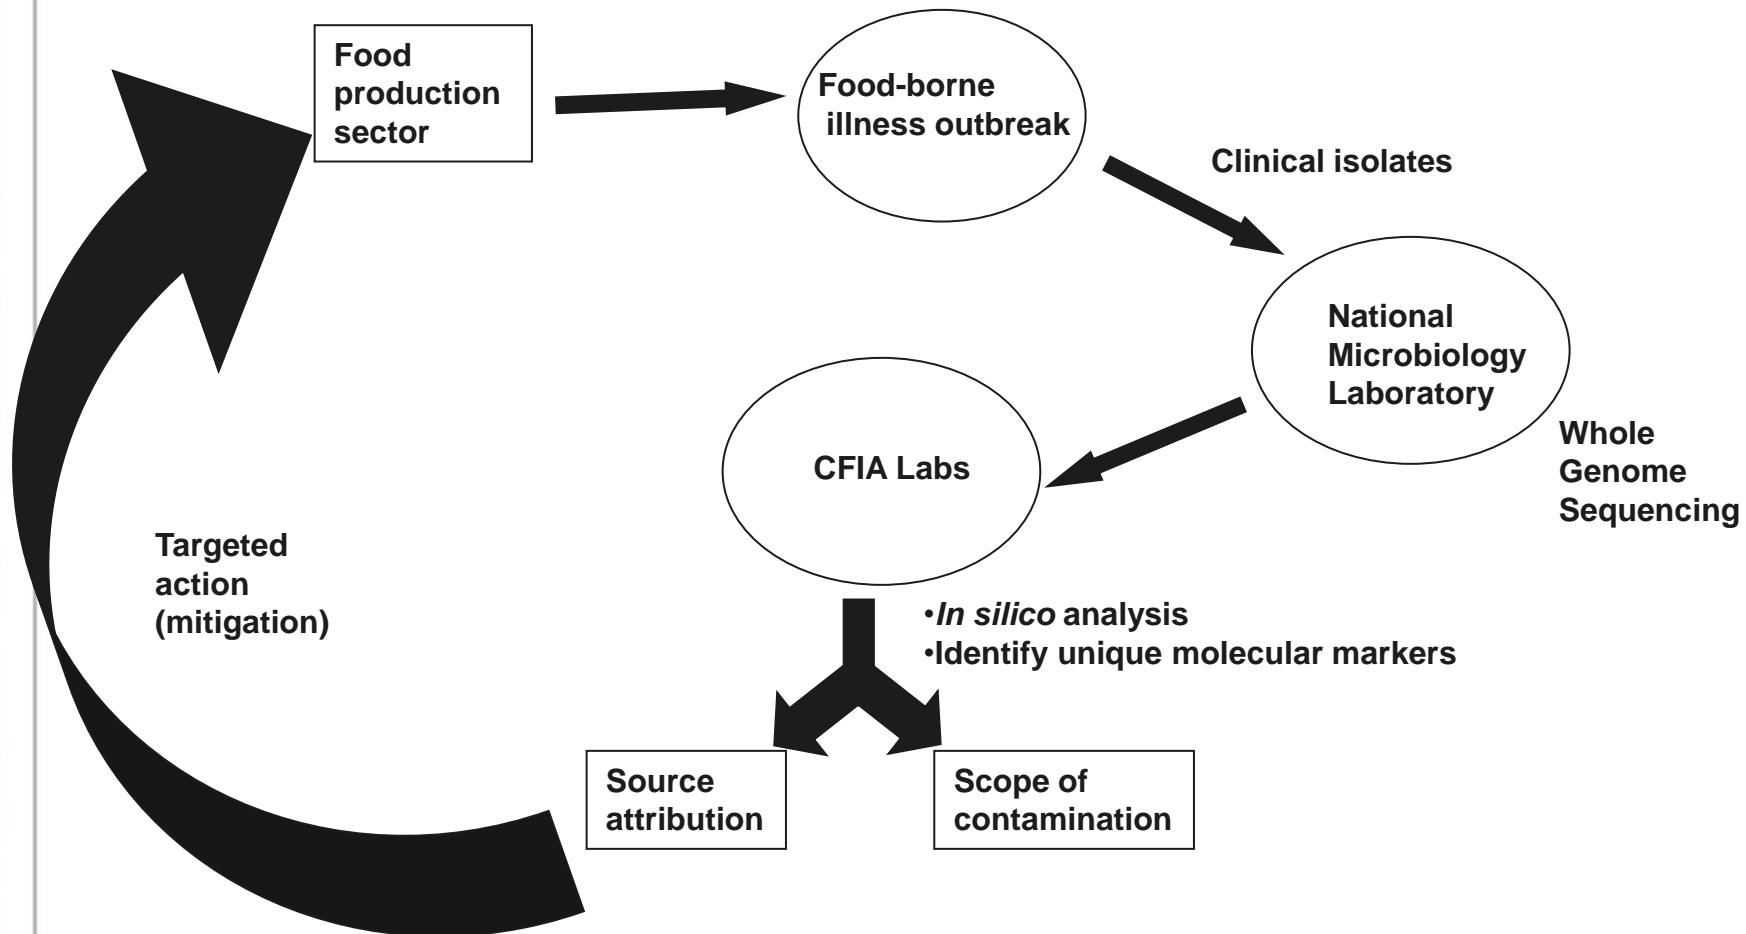 Food
production
sector
Food-borne
illness outbreak
Clinical isolates
National
Microbiology
Laboratory
Whole
Genome
Sequencing
CFIA Labs
Targeted
action
(mitigation)
•In silico analysis
•Identify unique molecular markers
Source
attribution
Scope of
contamination